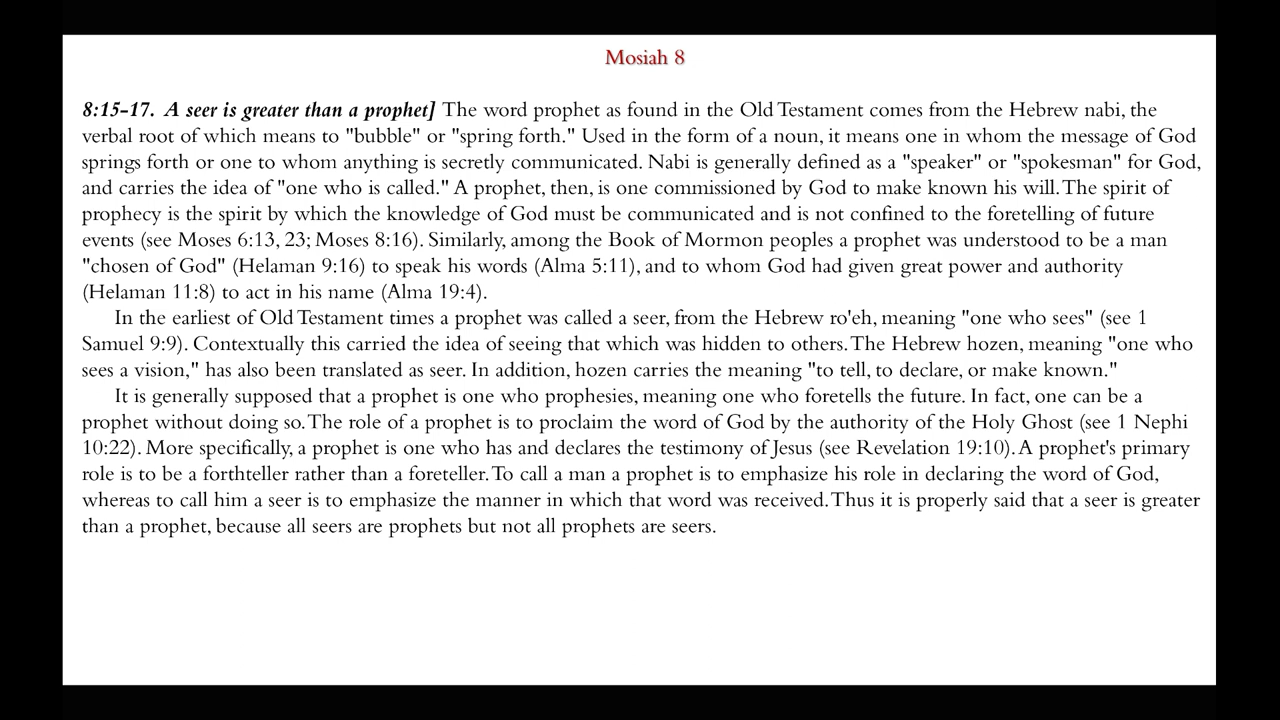 Mosiah 8
8:15-17. A seer is greater than a prophet] The word prophet as found in the Old Testament comes from the Hebrew nabi, the
verbal root of which means to "bubble" or "spring forth." Used in the form of a noun, it means one in whom the message of God
springs forth or one to whom anything is secretly communicated. Nabi is generally defined as a "speaker" or "spokesman" for God,
and carries the idea of "one who is called." A prophet, then, is one commissioned by God to make known his will. The spirit of
prophecy is the spirit by which the knowledge of God must be communicated and is not confined to the foretelling of future
events (see Moses 6:13, 23; Moses 8:16). Similarly, among the Book of Mormon peoples a prophet was understood to be a man
"chosen of God" (Helaman 9:16) to speak his words (Alma 5:11), and to whom God had given great power and authority
(Helaman 11:8) to act in his name (Alma 19:4).
In the earliest of Old Testament times a prophet was called a seer, from the Hebrew ro'eh, meaning "one who sees" (see 1
Samuel 9:9). Contextually this carried the idea of seeing that which was hidden to others. The Hebrew hozen, meaning "one who
sees a vision," has also been translated as seer. In addition, hozen carries the meaning "to tell, to declare, or make known."
It is generally supposed that a prophet is one who prophesies, meaning one who foretells the future. In fact, one can be a
prophet without doing so. The role of a prophet is to proclaim the word of God by the authority of the Holy Ghost (see 1 Nephi
10:22). More specifically, a prophet is one who has and declares the testimony of Jesus (see Revelation 19:10). A prophet's primary
role is to be a forthteller rather than a foreteller. To call a man a prophet is to emphasize his role in declaring the word of God,
whereas to call him a seer is to emphasize the manner in which that word was received. Thus it is properly said that a seer is greater
than a prophet, because all seers are prophets but not all prophets are seers.